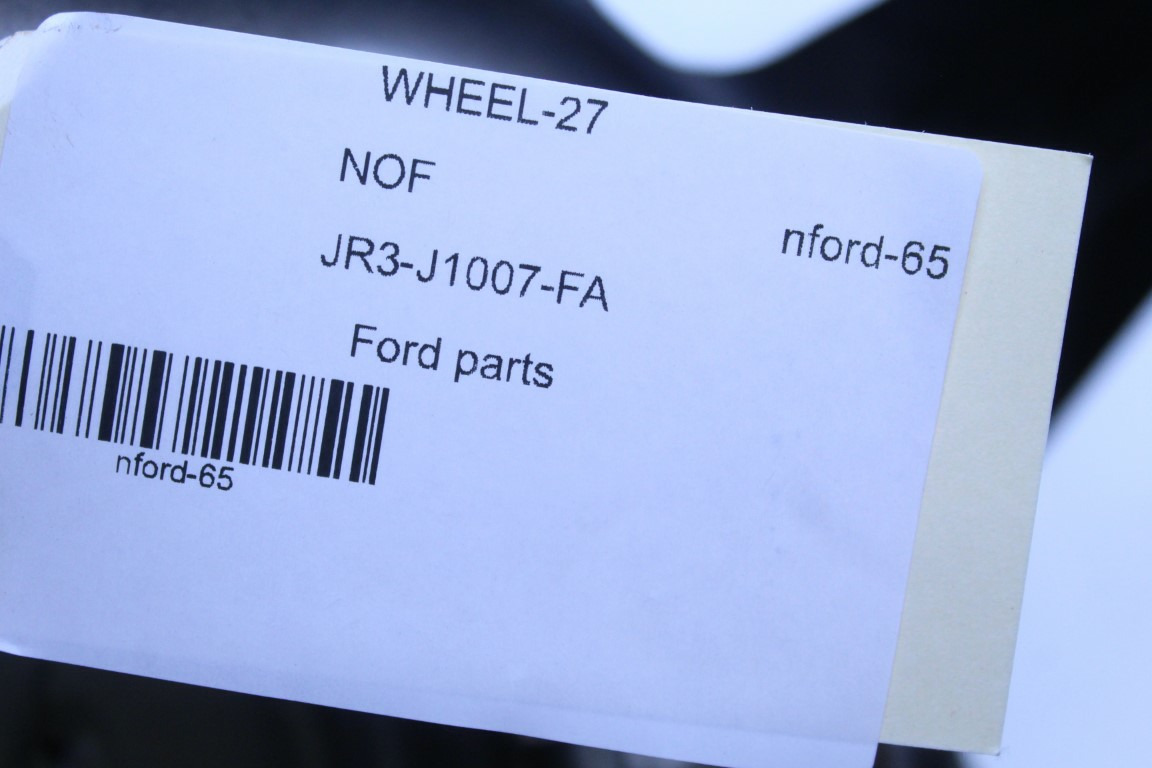 WHEEL-27
NOF
nford-65
JR3-J1007-FA
Ford parts
nford-65